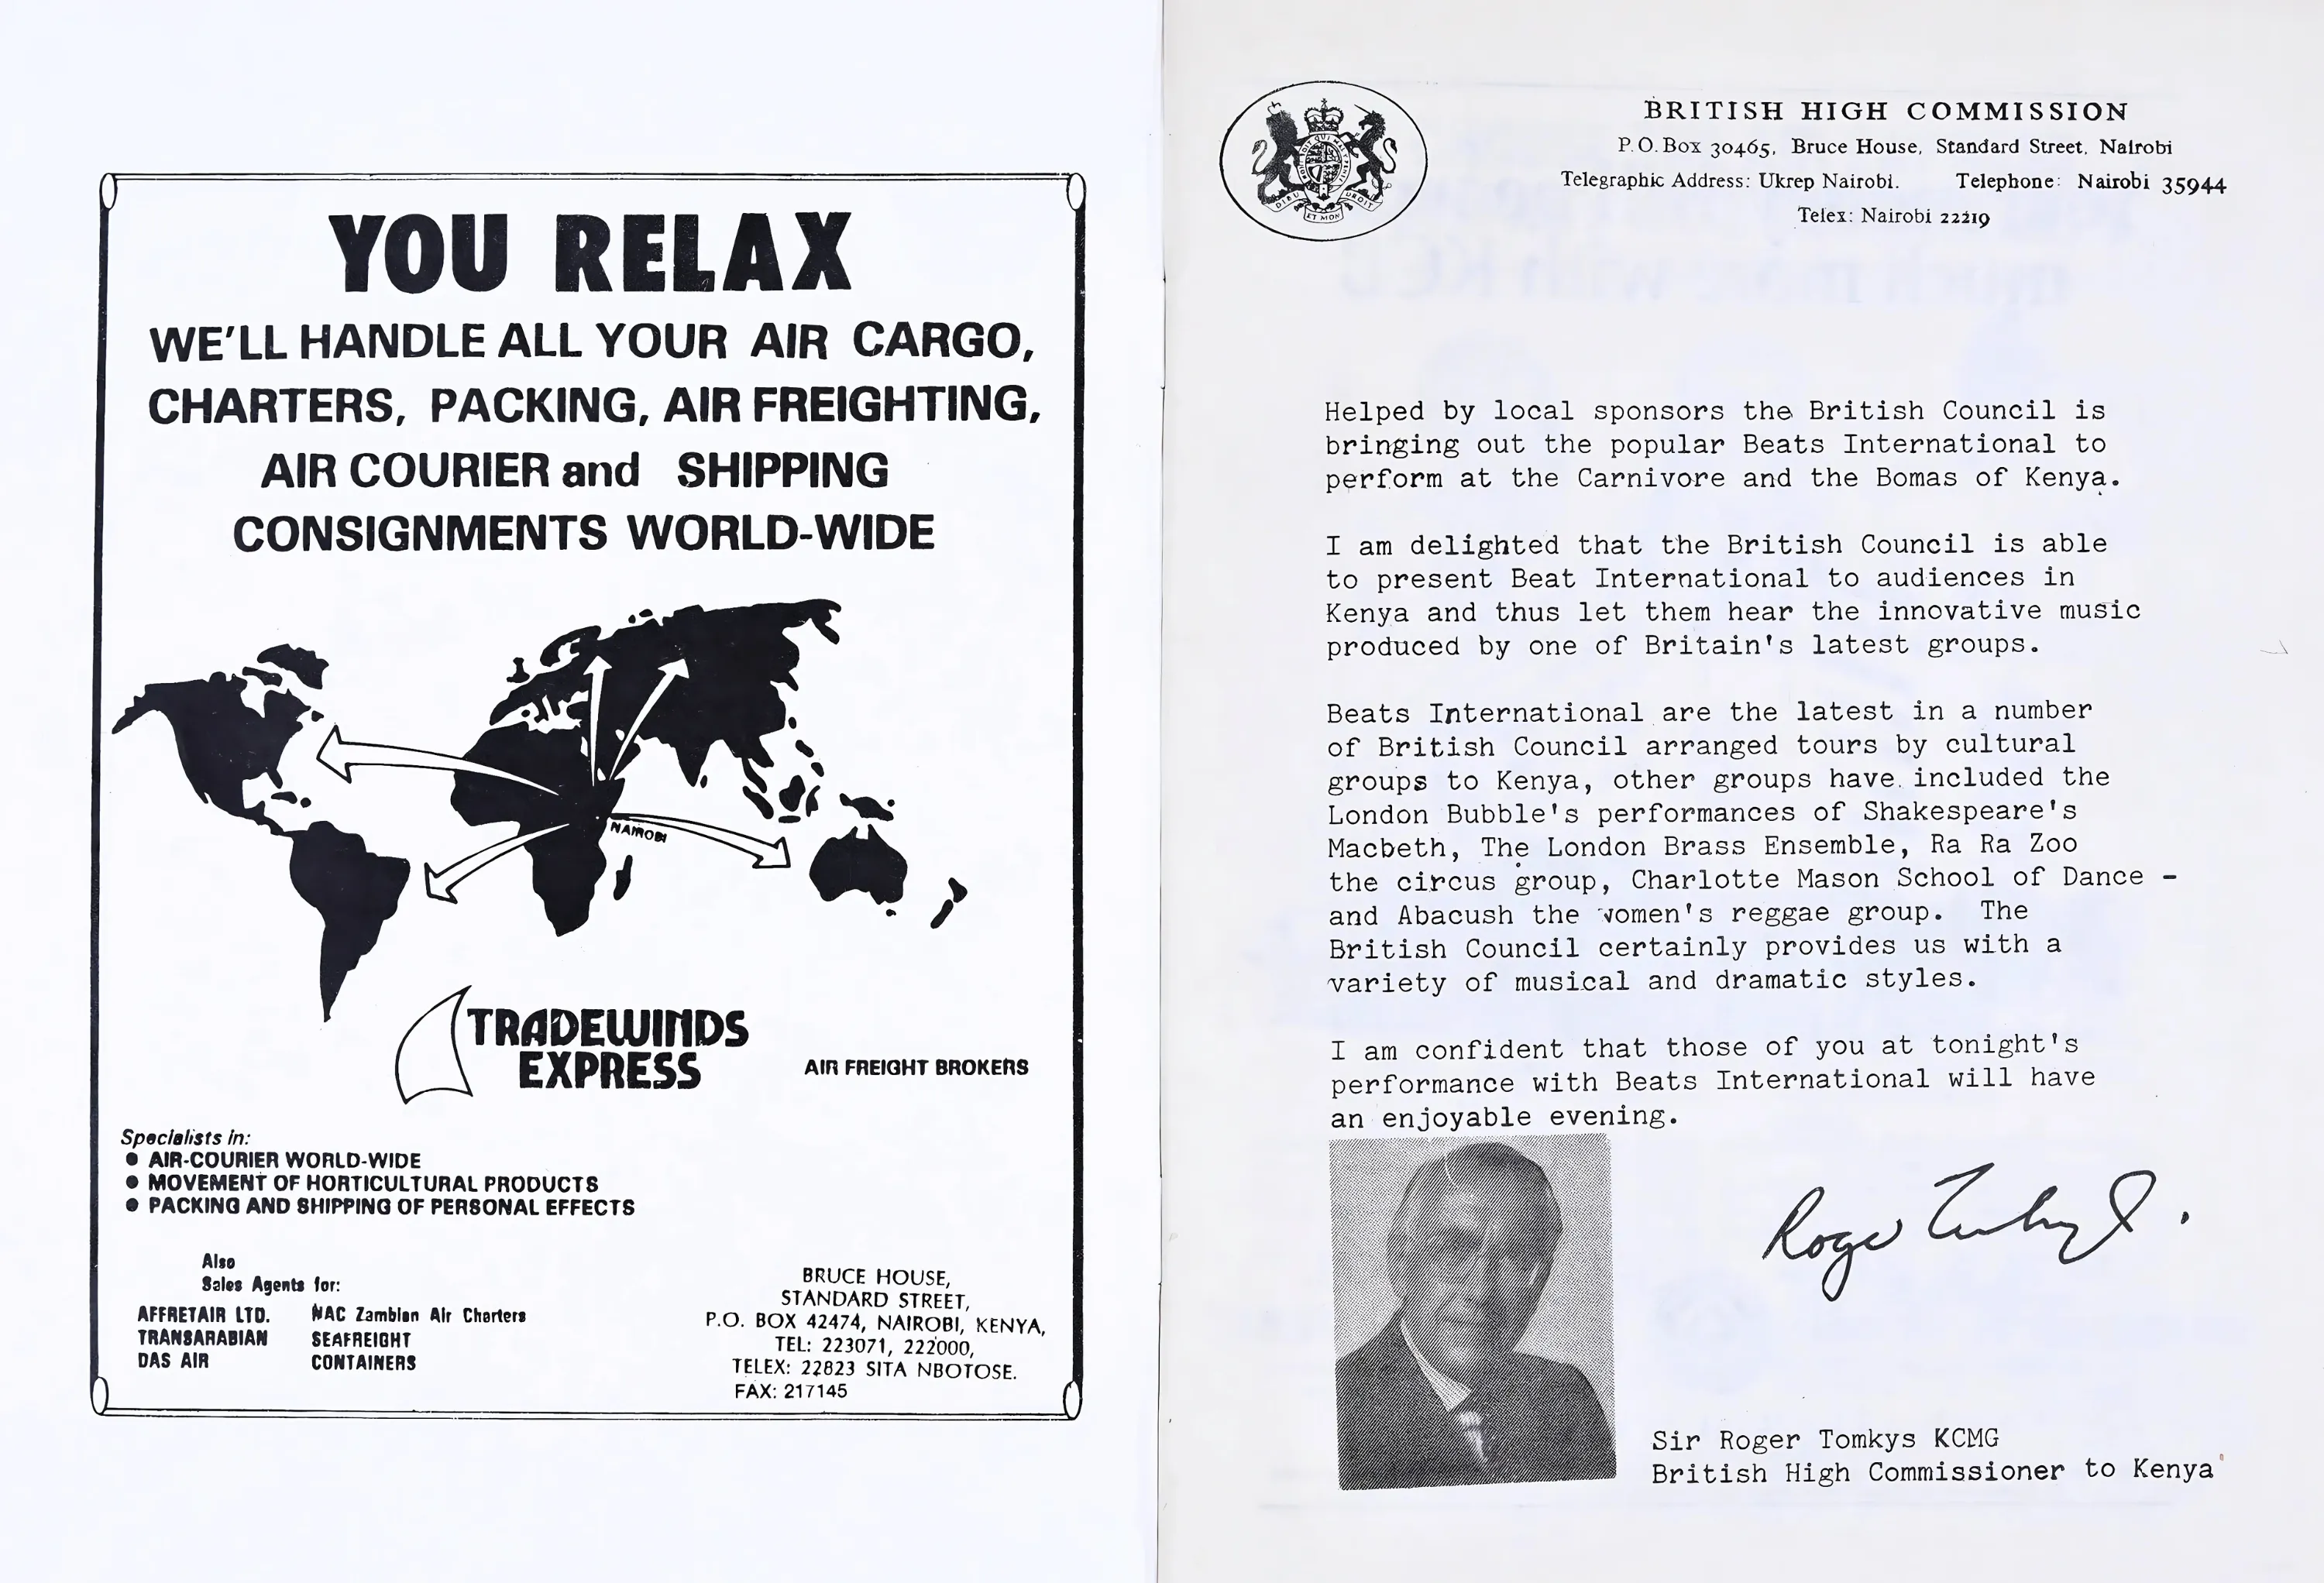 YOU RELAX
WE'LL HANDLE ALL YOUR AIR CARGO,
CHARTERS, PACKING, AIR FREIGHTING,
AIR COURIER and SHIPPING
CONSIGNMENTS WORLD-WIDE
NAIROBI
TRADEWINDS
EXPRESS
AIR FREIGHT BROKERS
Specialists in:
● AIR-COURIER WORLD-WIDE
● MOVEMENT OF HORTICULTURAL PRODUCTS
● PACKING AND SHIPPING OF PERSONAL EFFECTS
Also
Sales Agents for:
AFFRETAIR LTD. NAC Zambian Air Charters
TRANSARABIAN SEAFREIGHT
DAS AIR CONTAINERS
BRUCE HOUSE,
STANDARD STREET,
P.O. BOX 42474, NAIROBI, KENYA,
TEL: 223071, 222000,
TELEX: 22823 SITA NBOTOSE.
FAX: 217145
BRITISH HIGH COMMISSION
P.O. Box 30465, Bruce House, Standard Street, Nairobi
Telegraphic Address: Ukrep Nairobi. Telephone: Nairobi 35944
Telex: Nairobi 22219
DIEU ET MON DROIT
Helped by local sponsors the British Council is
bringing out the popular Beats International to
perform at the Carnivore and the Bomas of Kenya.
I am delighted that the British Council is able
to present Beat International to audiences in
Kenya and thus let them hear the innovative music
produced by one of Britain's latest groups.
Beats International are the latest in a number
of British Council arranged tours by cultural
groups to Kenya, other groups have included the
London Bubble's performances of Shakespeare's
Macbeth, The London Brass Ensemble, Ra Ra Zoo
the circus group, Charlotte Mason School of Dance -
and Abacush the women's reggae group. The
British Council certainly provides us with a
variety of musical and dramatic styles.
I am confident that those of you at tonight's
performance with Beats International will have
an enjoyable evening.
Roger Tomkys.
Sir Roger Tomkys KCMG
British High Commissioner to Kenya